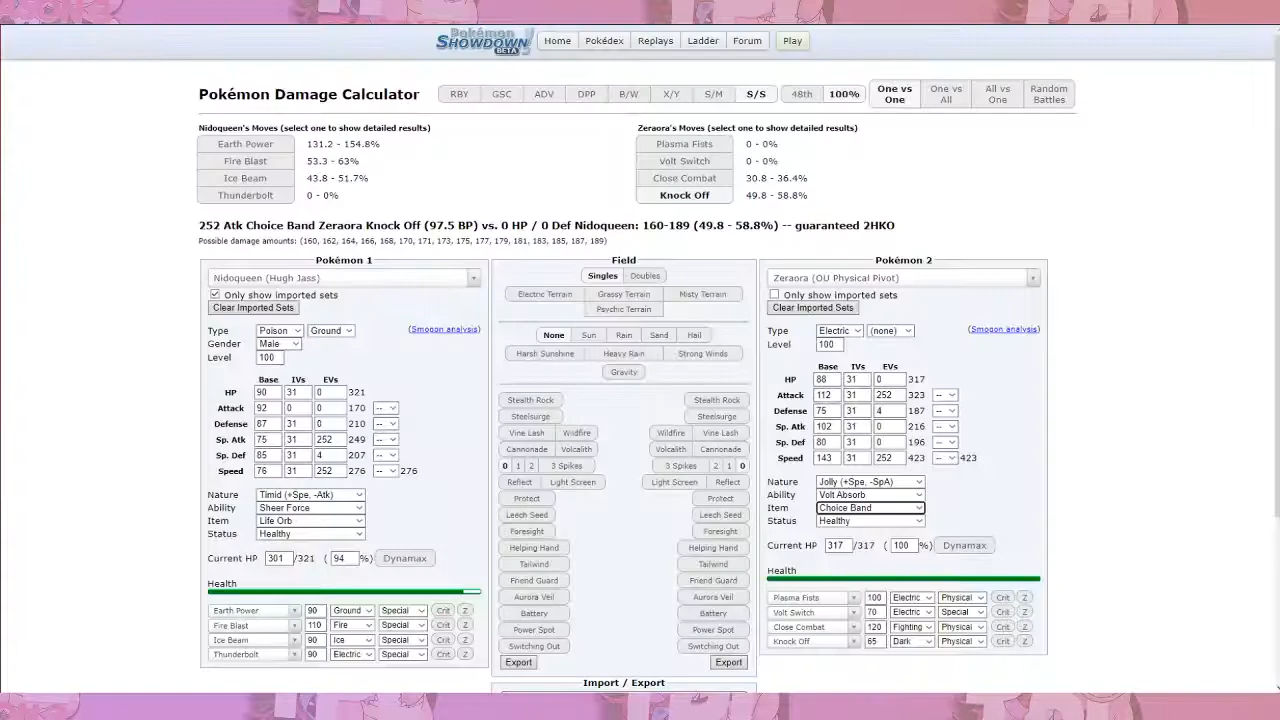 Pokémon
SHOWDOWN!
BETA
Home Pokédex Replays Ladder Forum Play
Pokémon Damage Calculator
RBY GSC ADV DPP B/W X/Y S/M S/S 48th 100%
One vs One
One vs All
All vs One
Random Battles
Nidoqueen's Moves (select one to show detailed results)
Earth Power 131.2 - 154.8%
Fire Blast 53.3 - 63%
Ice Beam 43.8 - 51.7%
Thunderbolt 0 - 0%
Zeraora's Moves (select one to show detailed results)
Plasma Fists 0 - 0%
Volt Switch 0 - 0%
Close Combat 30.8 - 36.4%
Knock Off 49.8 - 58.8%
252 Atk Choice Band Zeraora Knock Off (97.5 BP) vs. 0 HP / 0 Def Nidoqueen: 160-189 (49.8 - 58.8%) -- guaranteed 2HKO
Possible damage amounts: (160, 162, 164, 166, 168, 170, 171, 173, 175, 177, 179, 181, 183, 185, 187, 189)
Pokémon 1
Nidoqueen (Hugh Jass)
Only show imported sets
Clear Imported Sets
Type Poison Ground (Smogon analysis)
Gender Male
Level 100
Base IVs EVs
HP 90 31 0 321
Attack 92 0 0 170 --
Defense 87 31 0 210 --
Sp. Atk 75 31 252 249 --
Sp. Def 85 31 4 207 --
Speed 76 31 252 276 -- 276
Nature Timid (+Spe, -Atk)
Ability Sheer Force
Item Life Orb
Status Healthy
Current HP 301 /321 ( 94 %) Dynamax
Health
Earth Power 90 Ground Special Crit Z
Fire Blast 110 Fire Special Crit Z
Ice Beam 90 Ice Special Crit Z
Thunderbolt 90 Electric Special Crit Z
Field
Singles Doubles
Electric Terrain Grassy Terrain Misty Terrain
Psychic Terrain
None Sun Rain Sand Hail
Harsh Sunshine Heavy Rain Strong Winds
Gravity
Stealth Rock Stealth Rock
Steelsurge Steelsurge
Vine Lash Wildfire Wildfire Vine Lash
Cannonade Volcalith Volcalith Cannonade
0 1 2 3 Spikes 3 Spikes 2 1 0
Reflect Light Screen Light Screen Reflect
Protect Protect
Leech Seed Leech Seed
Foresight Foresight
Helping Hand Helping Hand
Tailwind Tailwind
Friend Guard Friend Guard
Aurora Veil Aurora Veil
Battery Battery
Power Spot Power Spot
Switching Out Switching Out
Export Export
Import / Export
Pokémon 2
Zeraora (OU Physical Pivot)
Only show imported sets
Clear Imported Sets
Type Electric (none) (Smogon analysis)
Level 100
Base IVs EVs
HP 88 31 0 317
Attack 112 31 252 323 --
Defense 75 31 4 187 --
Sp. Atk 102 31 0 216 --
Sp. Def 80 31 0 196 --
Speed 143 31 252 423 -- 423
Nature Jolly (+Spe, -SpA)
Ability Volt Absorb
Item Choice Band
Status Healthy
Current HP 317 /317 ( 100 %) Dynamax
Health
Plasma Fists 100 Electric Physical Crit Z
Volt Switch 70 Electric Special Crit Z
Close Combat 120 Fighting Physical Crit Z
Knock Off 65 Dark Physical Crit Z